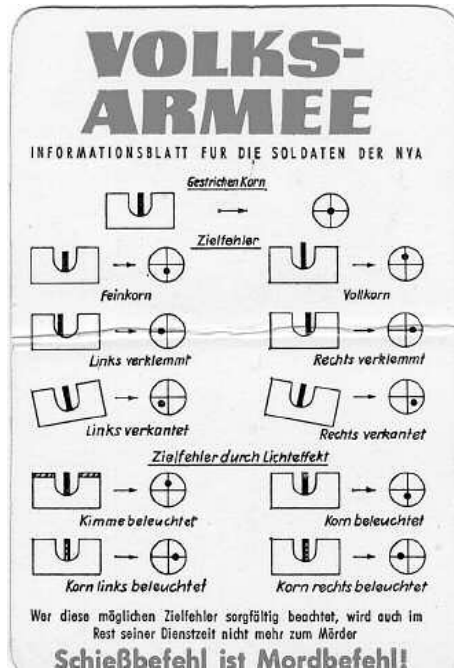 VOLKS-
ARMEE
INFORMATIONSBLATT FUR DIE SOLDATEN DER NVA
Gestrichen Korn
Zielfehler
Feinkorn Vollkorn
Links verklemmt Rechts verklemmt
Links verkantet Rechts verkantet
Zielfehler durch Lichteffekt
Kimme beleuchtet Korn beleuchtet
Korn links beleuchtet Korn rechts beleuchtet
Wer diese möglichen Zielfehler sorgfältig beachtet, wird auch im
Rest seiner Dienstzeit nicht mehr zum Mörder
Schießbefehl ist Mordbefehl!